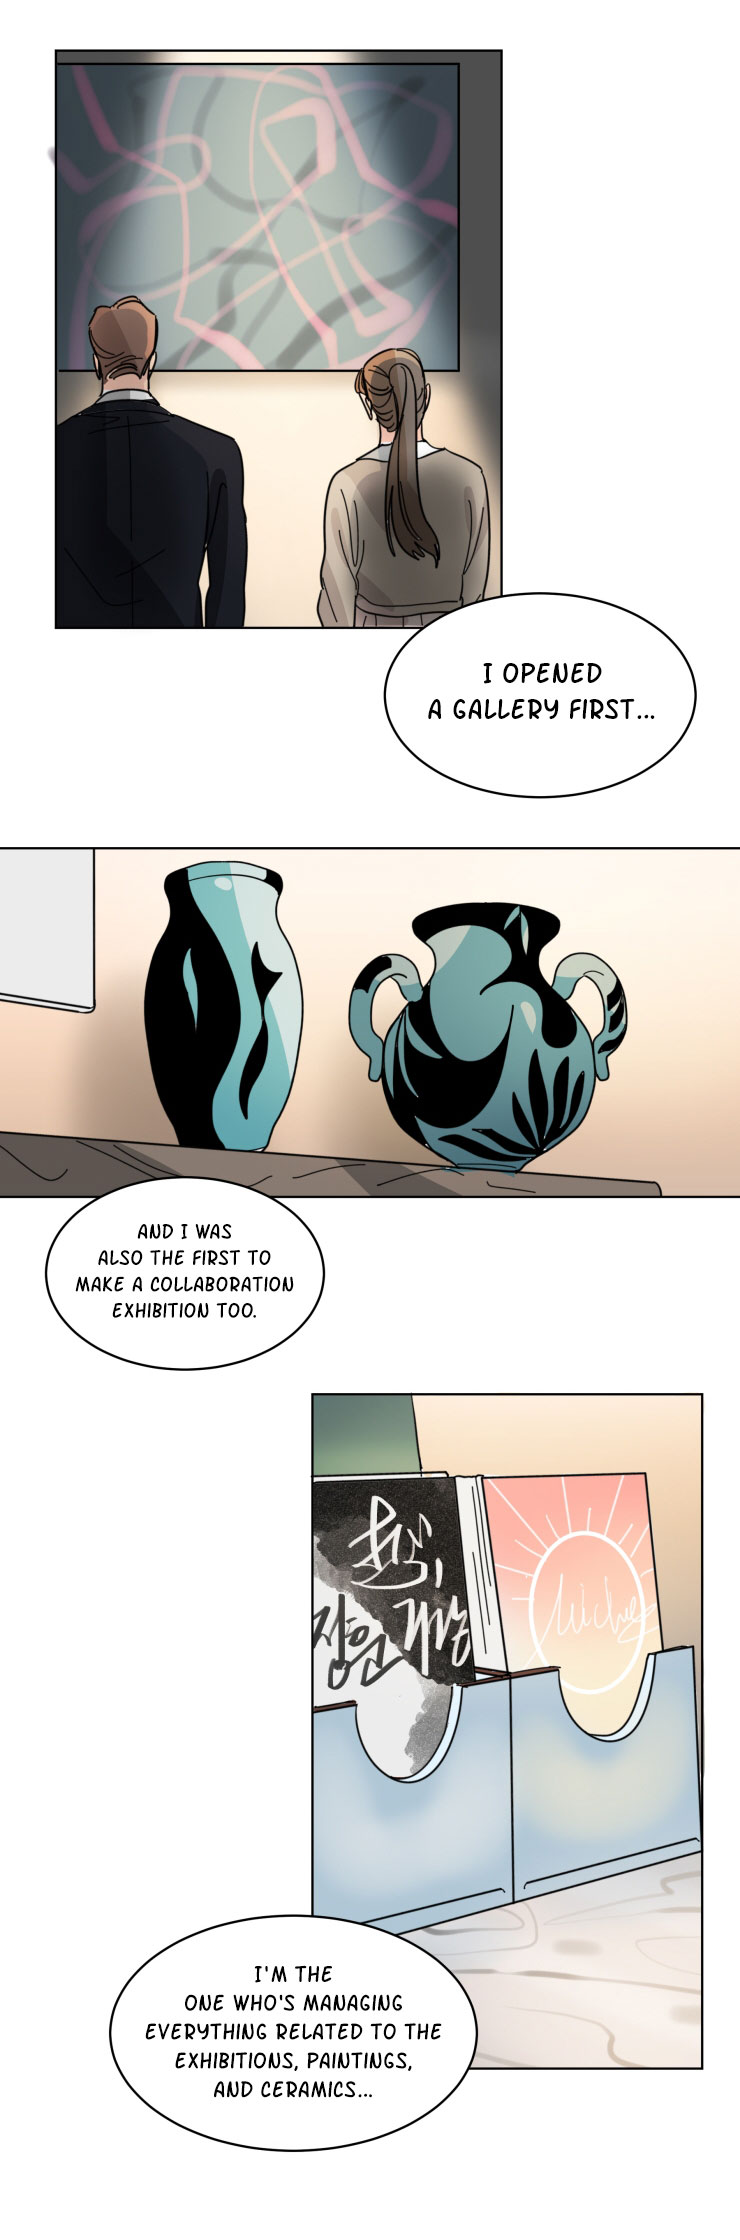 I OPENED
A GALLERY FIRST...
AND I WAS
ALSO THE FIRST TO
MAKE A COLLABORATION
EXHIBITION TOO.
I'M THE
ONE WHO'S MANAGING
EVERYTHING RELATED TO THE
EXHIBITIONS, PAINTINGS,
AND CERAMICS...